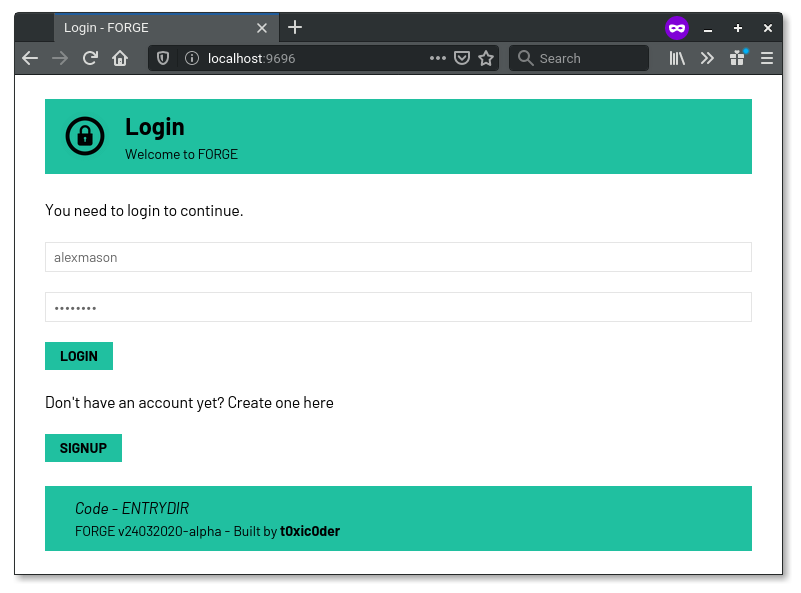 Login - FORGE
localhost:9696
Search
Login
Welcome to FORGE
You need to login to continue.
alexmason
••••••••
LOGIN
Don't have an account yet? Create one here
SIGNUP
Code - ENTRYDIR
FORGE v24032020-alpha - Built by t0xic0der